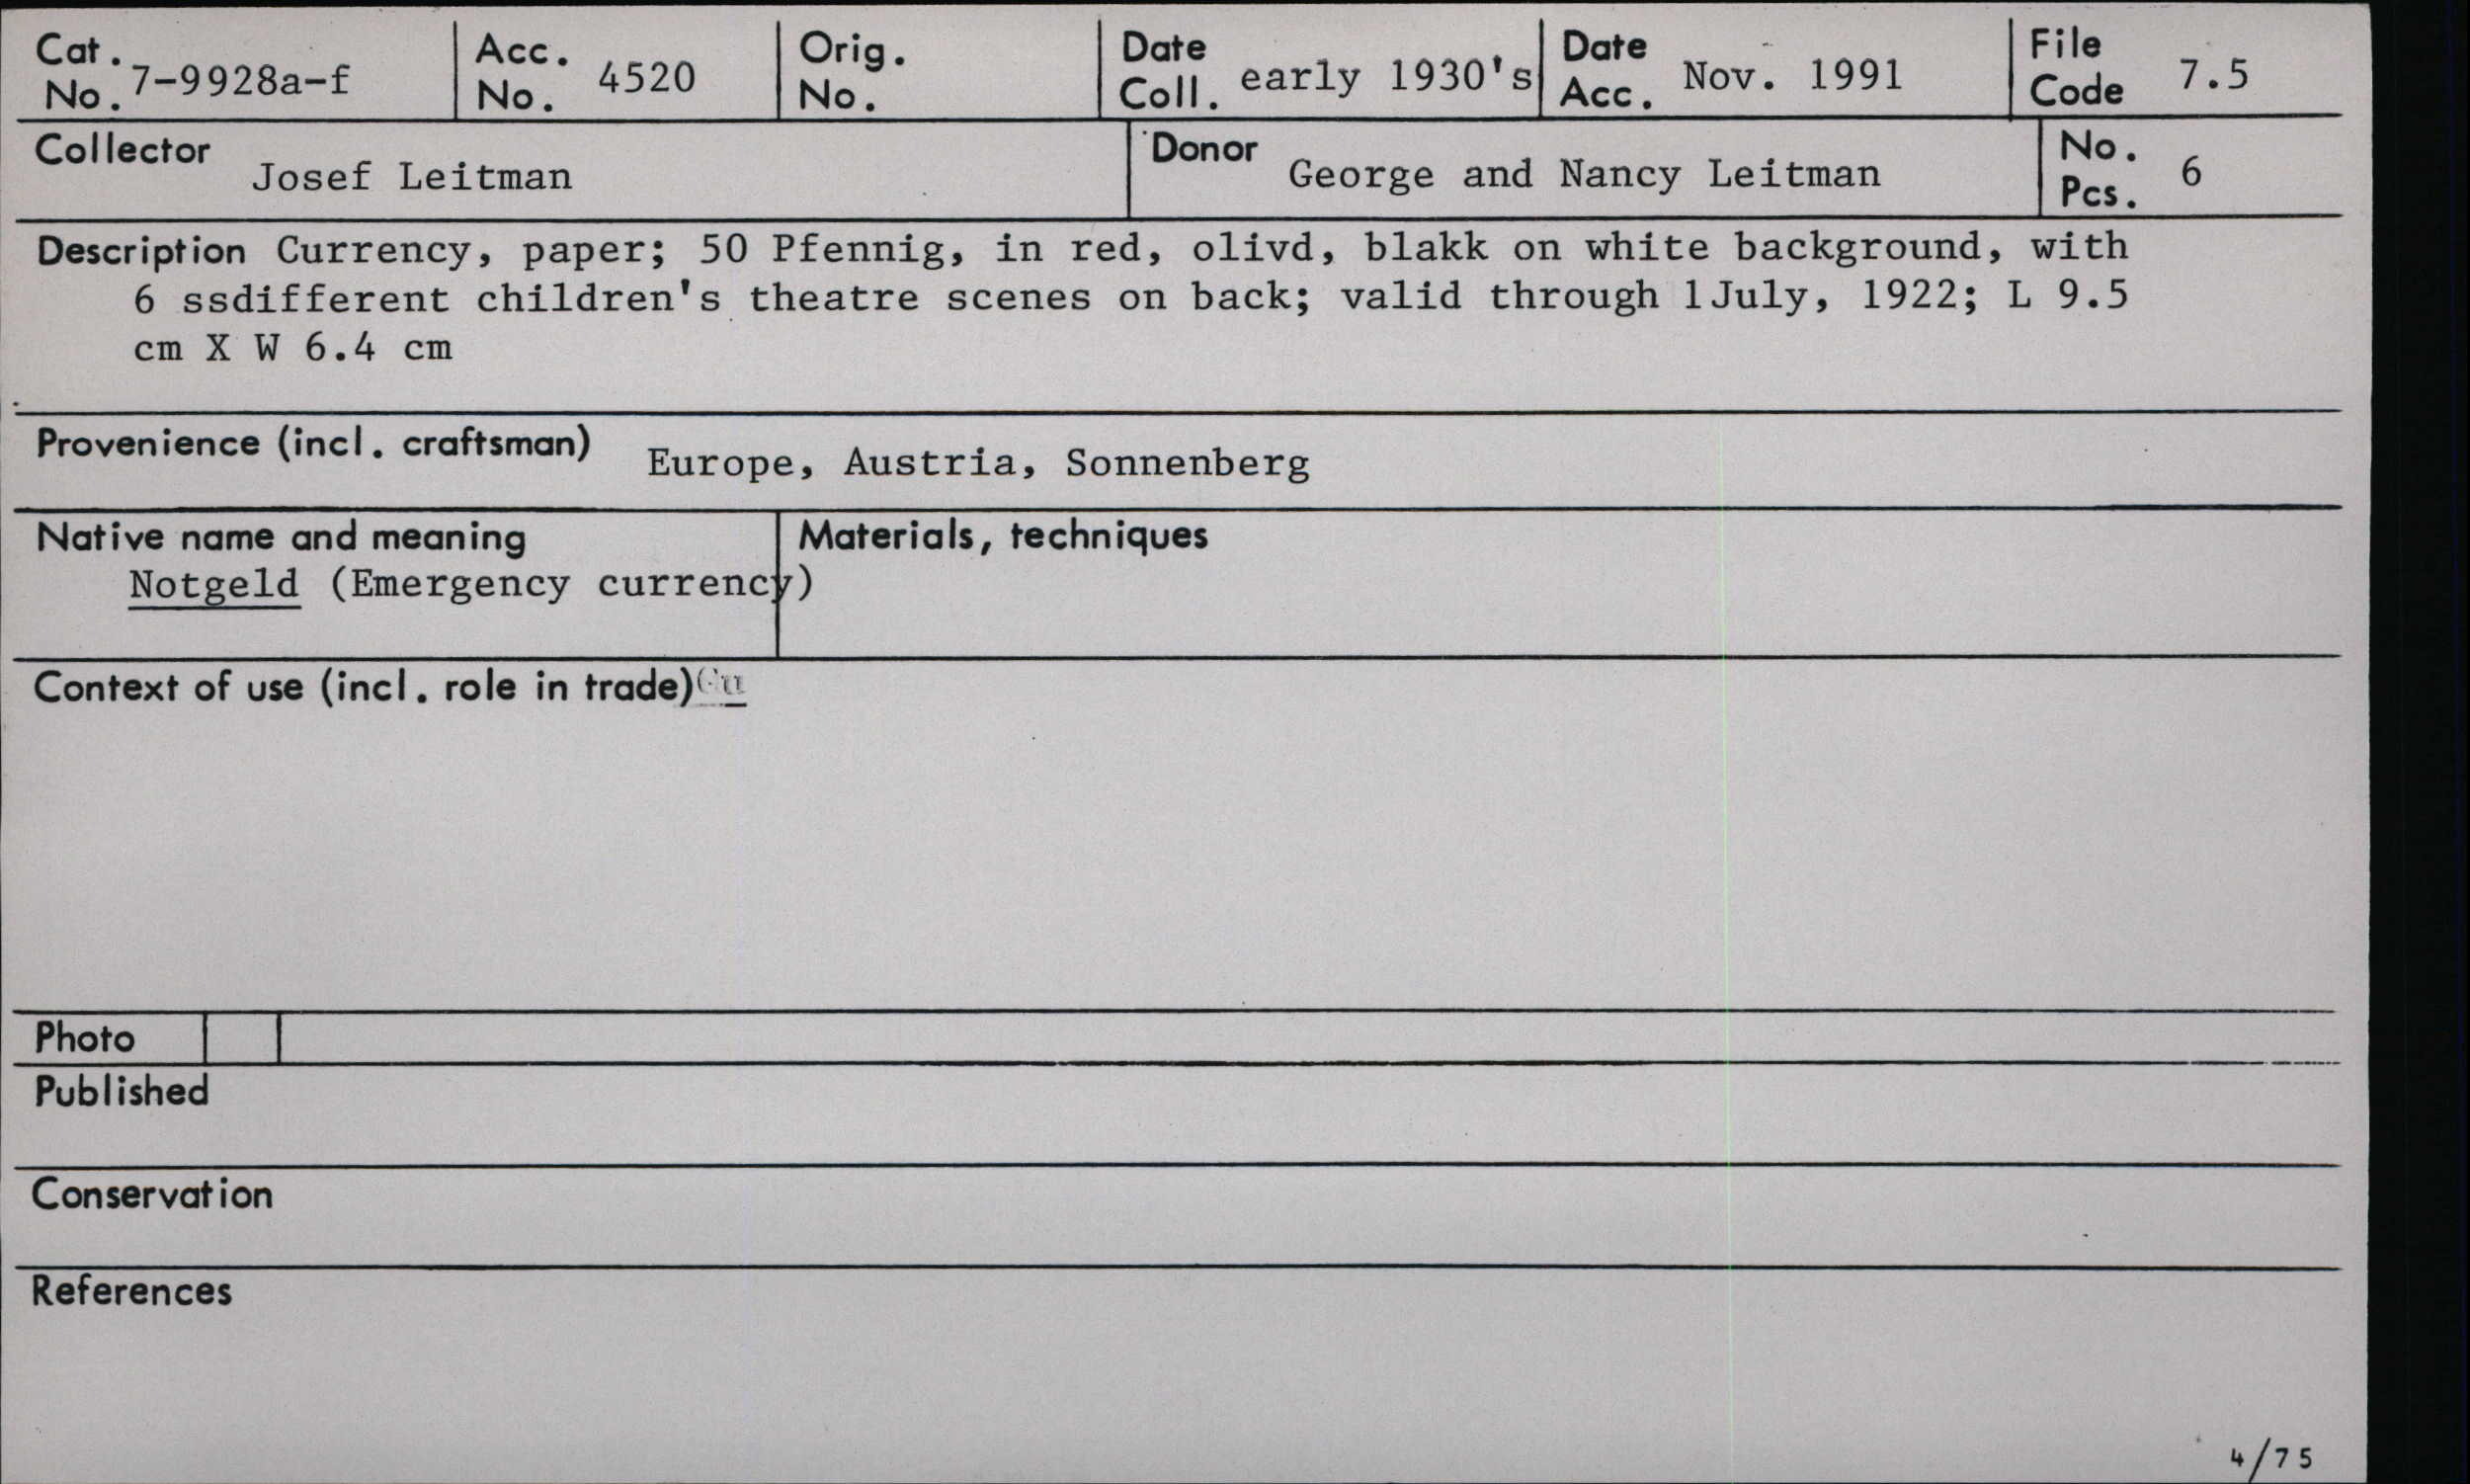 Cat. No. 7-9928a-f
Acc. No. 4520
Orig. No.
Date Coll. early 1930's
Date Acc. Nov. 1991
File Code 7.5
Collector Josef Leitman
Donor George and Nancy Leitman
No. Pcs. 6
Description Currency, paper; 50 Pfennig, in red, olivd, blakk on white background, with
6 ssdifferent children's theatre scenes on back; valid through 1July, 1922; L 9.5
cm X W 6.4 cm
Provenience (incl. craftsman) Europe, Austria, Sonnenberg
Native name and meaning
Notgeld (Emergency currency)
Materials, techniques
Context of use (incl. role in trade)
Photo
Published
Conservation
References
4/75